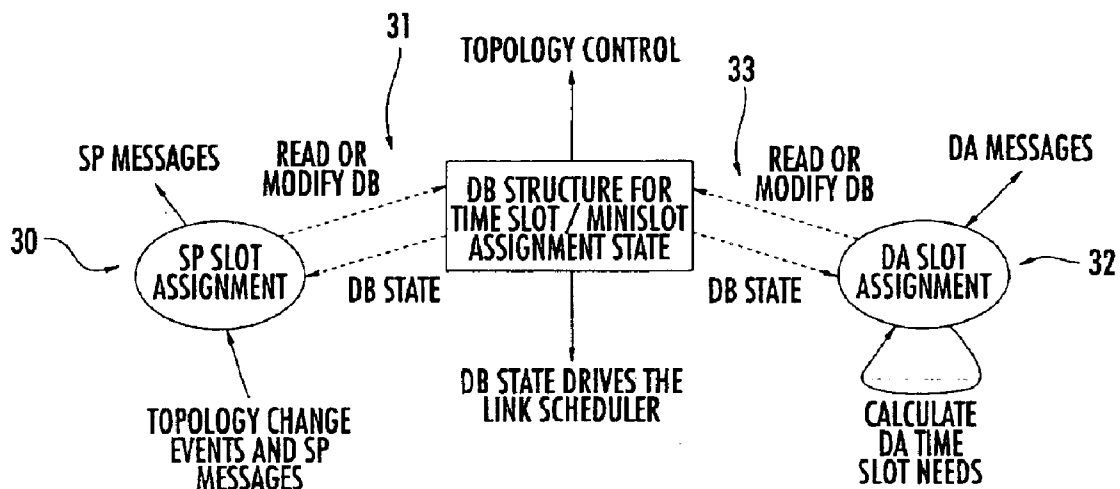 31
TOPOLOGY CONTROL
33
SP MESSAGES
READ OR
MODIFY DB
READ OR
MODIFY DB
DA MESSAGES
DB STRUCTURE FOR
TIME SLOT / MINISLOT
ASSIGNMENT STATE
30
SP SLOT
ASSIGNMENT
DA SLOT
ASSIGNMENT
32
DB STATE
DB STATE
DB STATE DRIVES THE
LINK SCHEDULER
TOPOLOGY CHANGE
EVENTS AND SP
MESSAGES
CALCULATE
DA TIME
SLOT NEEDS